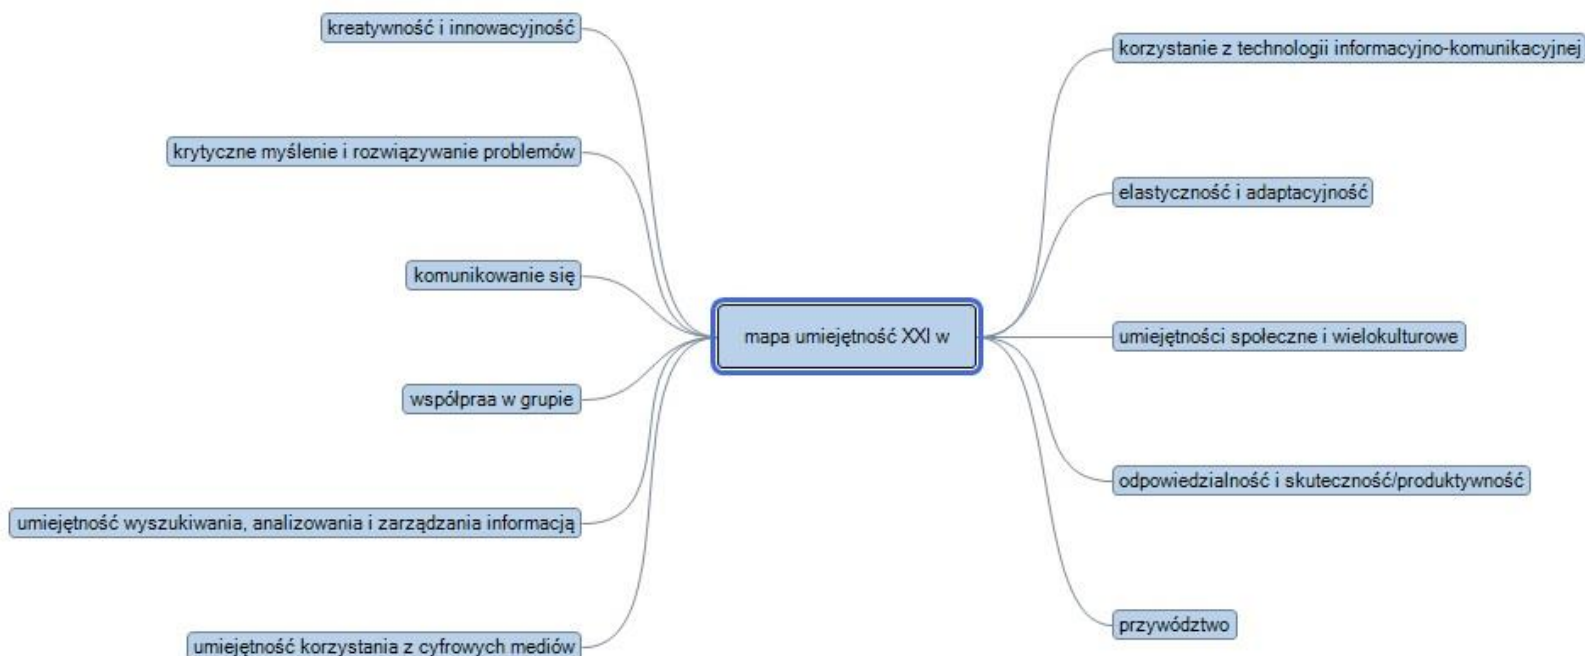 kreatywność i innowacyjność
krytyczne myślenie i rozwiązywanie problemów
komunikowanie się
współpraa w grupie
umiejętność wyszukiwania, analizowania i zarządzania informacją
umiejętność korzystania z cyfrowych mediów
mapa umiejętność XXI w
korzystanie z technologii informacyjno-komunikacyjnej
elastyczność i adaptacyjność
umiejętności społeczne i wielokulturowe
odpowiedzialność i skuteczność/produktywność
przywództwo